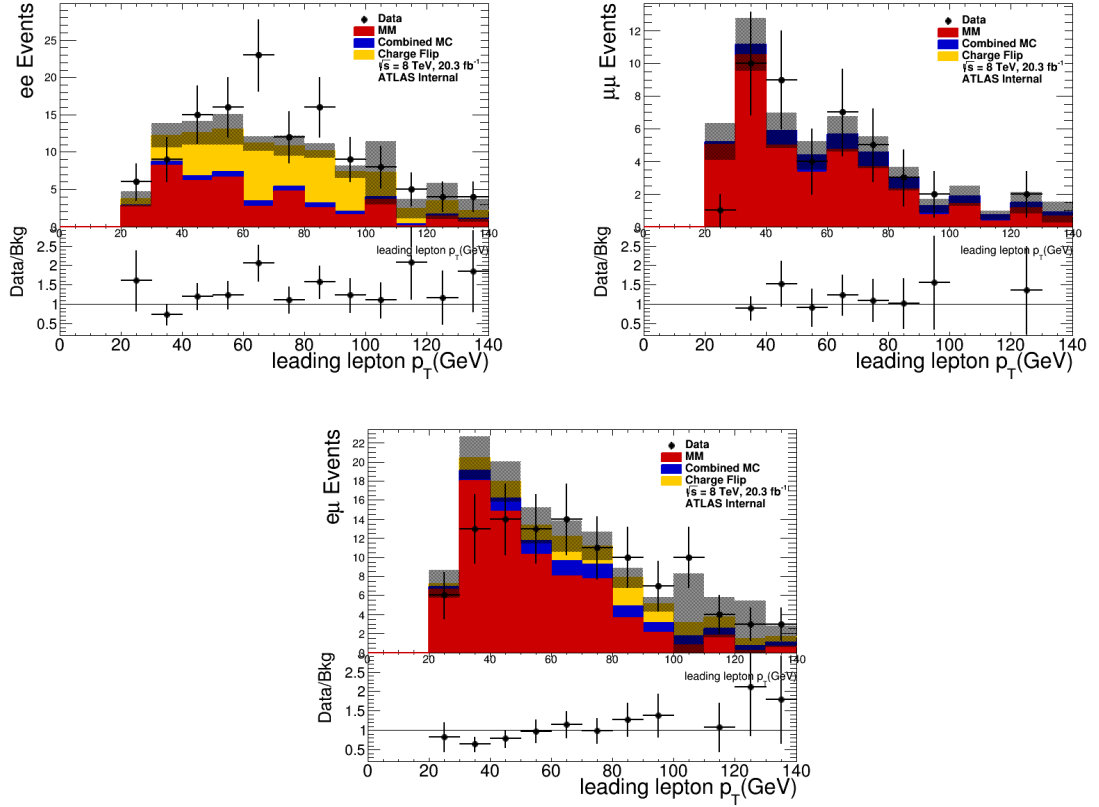 ee Events
30
25
20
15
10
5
0
Data
MM
Combined MC
Charge Flip
√s = 8 TeV, 20.3 fb⁻¹
ATLAS Internal
0 20 40 60 80 100 120 140
leading lepton p_T(GeV)
Data/Bkg
2.5
2
1.5
1
0.5
0 20 40 60 80 100 120 140
leading lepton p_T(GeV)
μμ Events
12
10
8
6
4
2
0
Data
MM
Combined MC
Charge Flip
√s = 8 TeV, 20.3 fb⁻¹
ATLAS Internal
0 20 40 60 80 100 120 140
leading lepton p_T(GeV)
Data/Bkg
2.5
2
1.5
1
0.5
0 20 40 60 80 100 120 140
leading lepton p_T(GeV)
eμ Events
22
20
18
16
14
12
10
8
6
4
2
0
Data
MM
Combined MC
Charge Flip
√s = 8 TeV, 20.3 fb⁻¹
ATLAS Internal
0 20 40 60 80 100 120 140
leading lepton p_T(GeV)
Data/Bkg
2.5
2
1.5
1
0.5
0 20 40 60 80 100 120 140
leading lepton p_T(GeV)